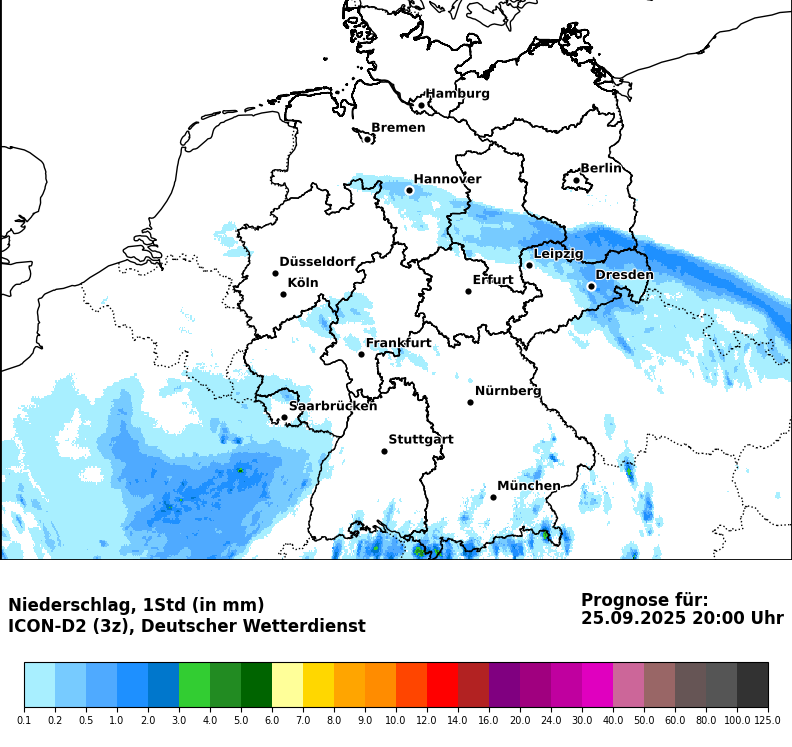 Hamburg
Bremen
Berlin
Hannover
Leipzig
Düsseldorf
Dresden
Köln
Erfurt
Frankfurt
Nürnberg
Saarbrücken
Stuttgart
München
Niederschlag, 1Std (in mm)
ICON-D2 (3z), Deutscher Wetterdienst
Prognose für:
25.09.2025 20:00 Uhr
0.1 0.2 0.5 1.0 2.0 3.0 4.0 5.0 6.0 7.0 8.0 9.0 10.0 12.0 14.0 16.0 20.0 24.0 30.0 40.0 50.0 60.0 80.0 100.0 125.0